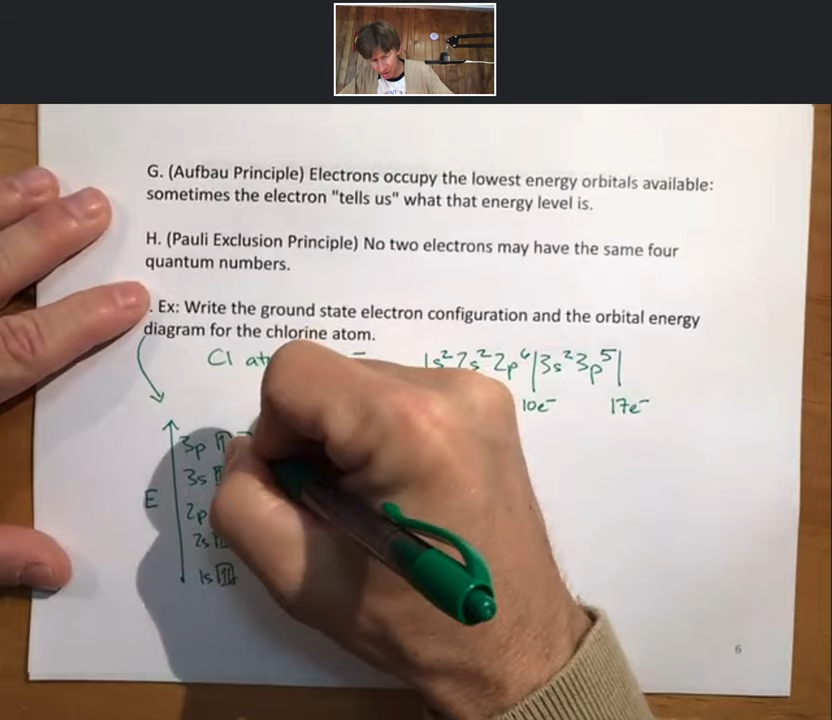 G. (Aufbau Principle) Electrons occupy the lowest energy orbitals available:
sometimes the electron "tells us" what that energy level is.
H. (Pauli Exclusion Principle) No two electrons may have the same four
quantum numbers.
. Ex: Write the ground state electron configuration and the orbital energy
diagram for the chlorine atom.
Cl 1s²2s²2p⁶|3s²3p⁵|
10e⁻ 17e⁻
3p
3s
E
2p
2s
1s
6